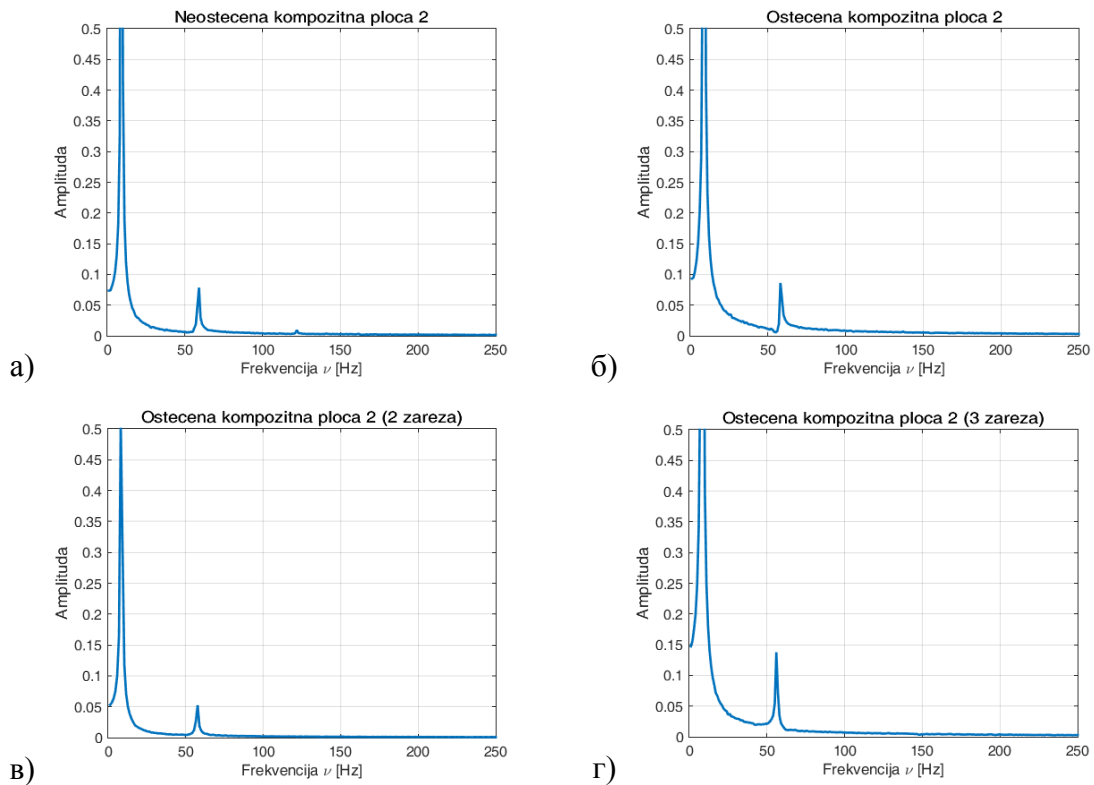 Neostecena kompozitna ploca 2
0.5
0.45
0.4
0.35
0.3
0.25
0.2
0.15
0.1
0.05
0
Amplituda
0 50 100 150 200 250
Frekvencija ν [Hz]
а)
Ostecena kompozitna ploca 2
0.5
0.45
0.4
0.35
0.3
0.25
0.2
0.15
0.1
0.05
0
Amplituda
0 50 100 150 200 250
Frekvencija ν [Hz]
б)
Ostecena kompozitna ploca 2 (2 zareza)
0.5
0.45
0.4
0.35
0.3
0.25
0.2
0.15
0.1
0.05
0
Amplituda
0 50 100 150 200 250
Frekvencija ν [Hz]
в)
Ostecena kompozitna ploca 2 (3 zareza)
0.5
0.45
0.4
0.35
0.3
0.25
0.2
0.15
0.1
0.05
0
Amplituda
0 50 100 150 200 250
Frekvencija ν [Hz]
г)